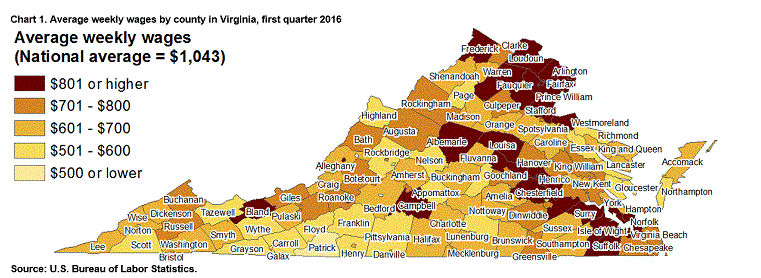 Chart 1. Average weekly wages by county in Virginia, first quarter 2016
Average weekly wages
(National average = $1,043)
$801 or higher
$701 - $800
$601 - $700
$501 - $600
$500 or lower
Frederick
Clarke
Loudoun
Shenandoah
Warren
Arlington
Fairfax
Fauquier
Page
Prince William
Rockingham
Culpeper
Stafford
Highland
Madison
Orange
Westmoreland
Augusta
Spotsylvania
Richmond
Bath
Albemarle
Louisa
Caroline
Essex
King and Queen
Rockbridge
Accomack
Alleghany
Nelson
Fluvanna
Hanover
King William
Lancaster
Botetourt
Amherst
Buckingham
Goochland
Henrico
New Kent
Gloucester
Northampton
Craig
Appomattox
Buchanan
Giles
Roanoke
Campbell
Amelia
Chesterfield
York
Hampton
Wise
Dickenson
Tazewell
Bland
Pulaski
Bedford
Nottoway
Dinwiddie
Surry
Norfolk
Norton
Russell
Smyth
Wythe
Floyd
Franklin
Charlotte
Sussex
Isle of Wight
Virginia Beach
Lee
Scott
Washington
Grayson
Carroll
Patrick
Pittsylvania
Halifax
Lunenburg
Brunswick
Southampton
Suffolk
Chesapeake
Bristol
Galax
Henry
Danville
Mecklenburg
Greensville
Source: U.S. Bureau of Labor Statistics.